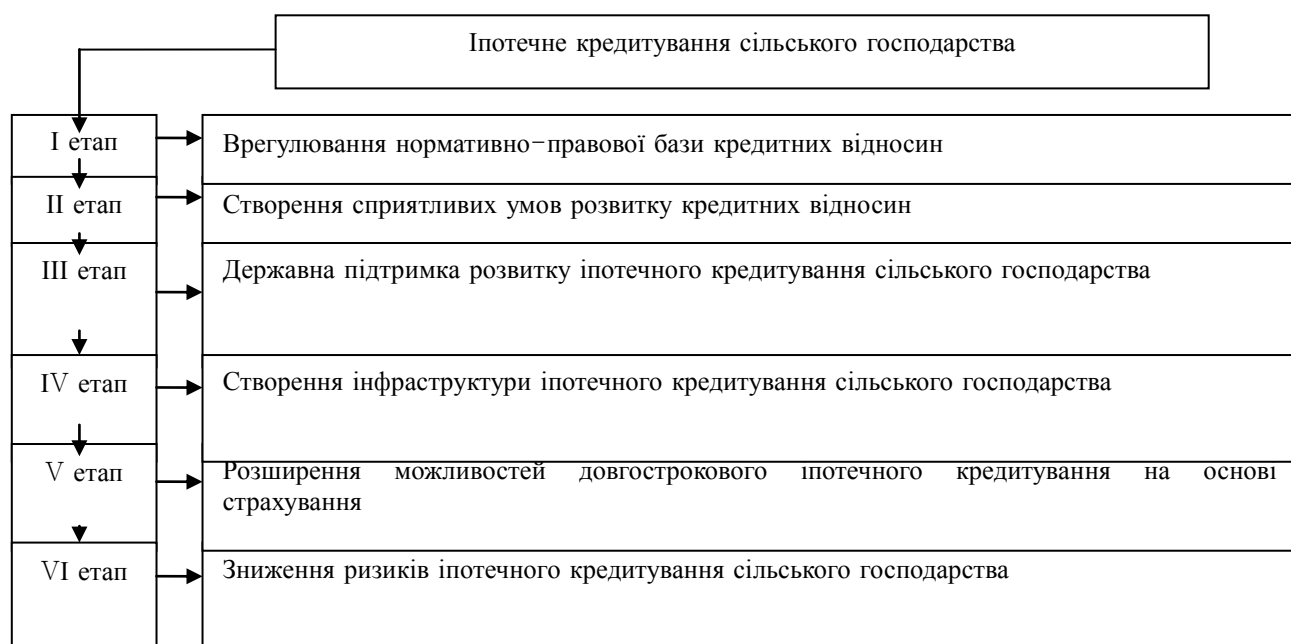 Іпотечне кредитування сільського господарства
I етап
Врегулювання нормативно-правової бази кредитних відносин
II етап
Створення сприятливих умов розвитку кредитних відносин
III етап
Державна підтримка розвитку іпотечного кредитування сільського господарства
IV етап
Створення інфраструктури іпотечного кредитування сільського господарства
V етап
Розширення можливостей довгострокового іпотечного кредитування на основі
страхування
VI етап
Зниження ризиків іпотечного кредитування сільського господарства